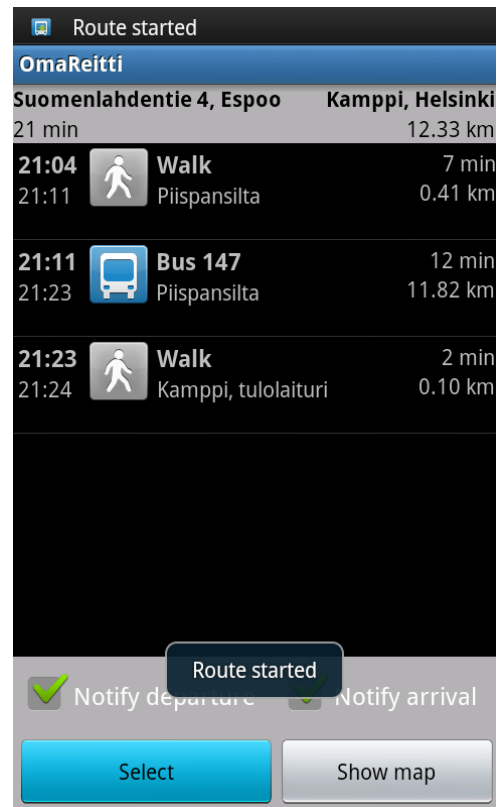 Route started
OmaReitti
Suomenlahdentie 4, Espoo Kamppi, Helsinki
21 min 12.33 km
21:04 Walk 7 min
21:11 Piispansilta 0.41 km
21:11 Bus 147 12 min
21:23 Piispansilta 11.82 km
21:23 Walk 2 min
21:24 Kamppi, tulolaituri 0.10 km
Route started
Notify departure Notify arrival
Select Show map